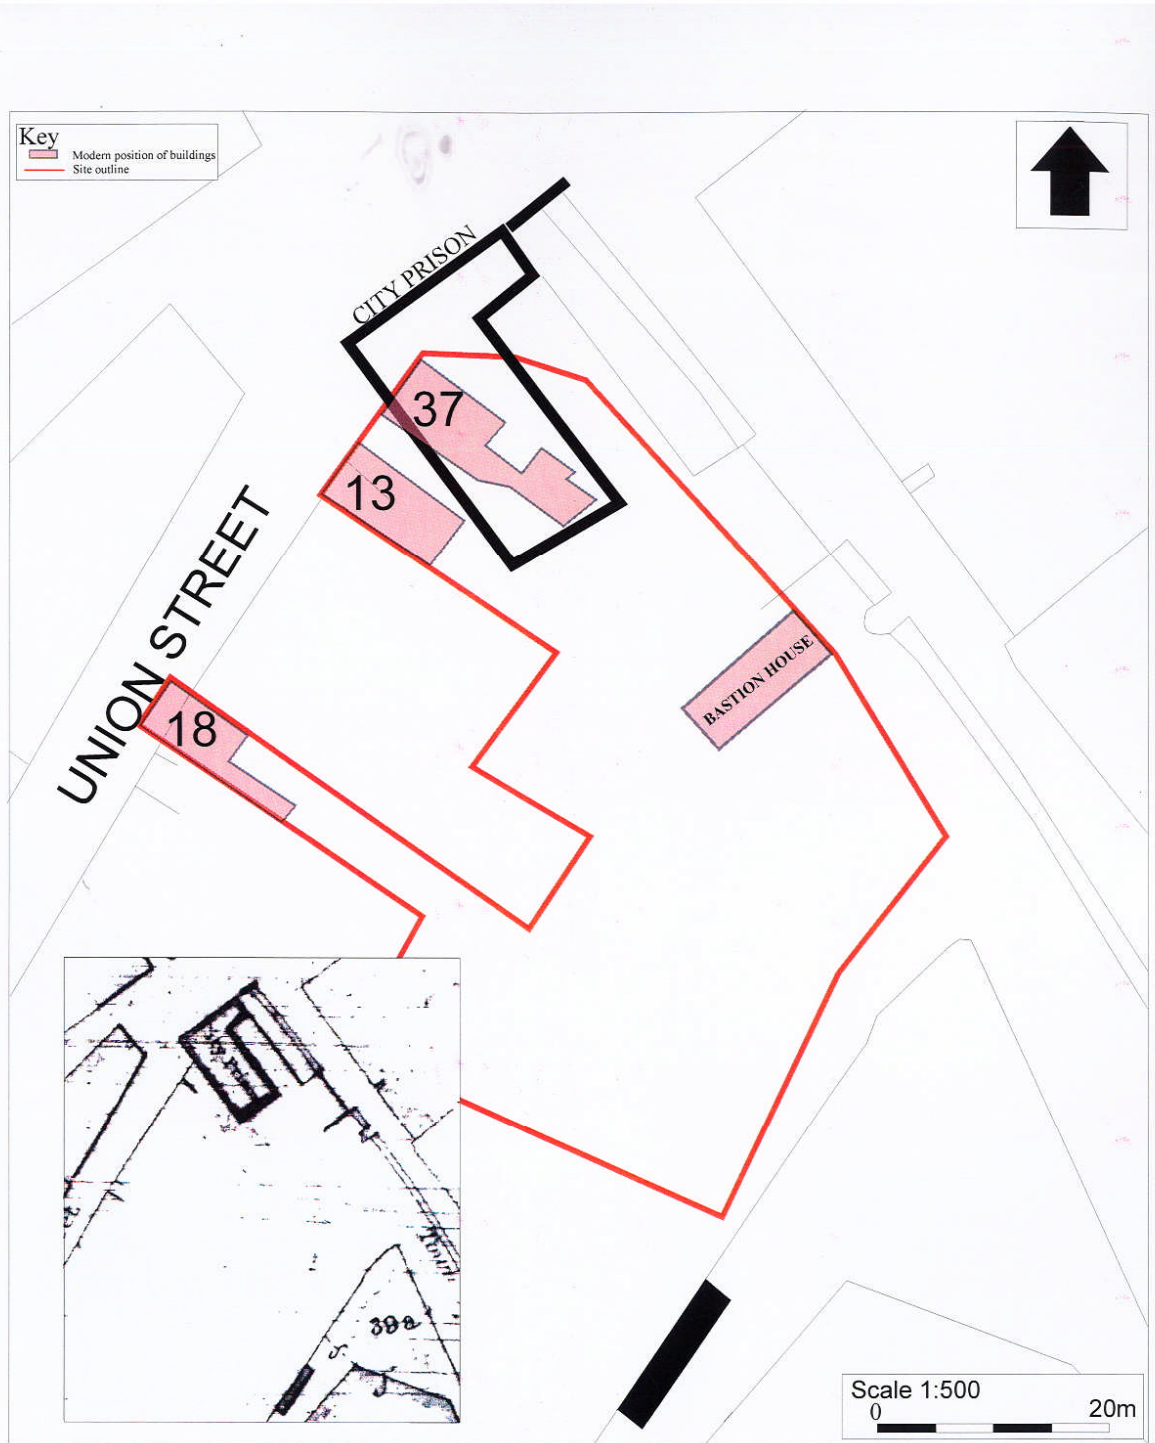 Key
Modern position of buildings
Site outline
CITY PRISON
37
13
UNION STREET
18
BASTION HOUSE
38a
S.
Scale 1:500
0 20m